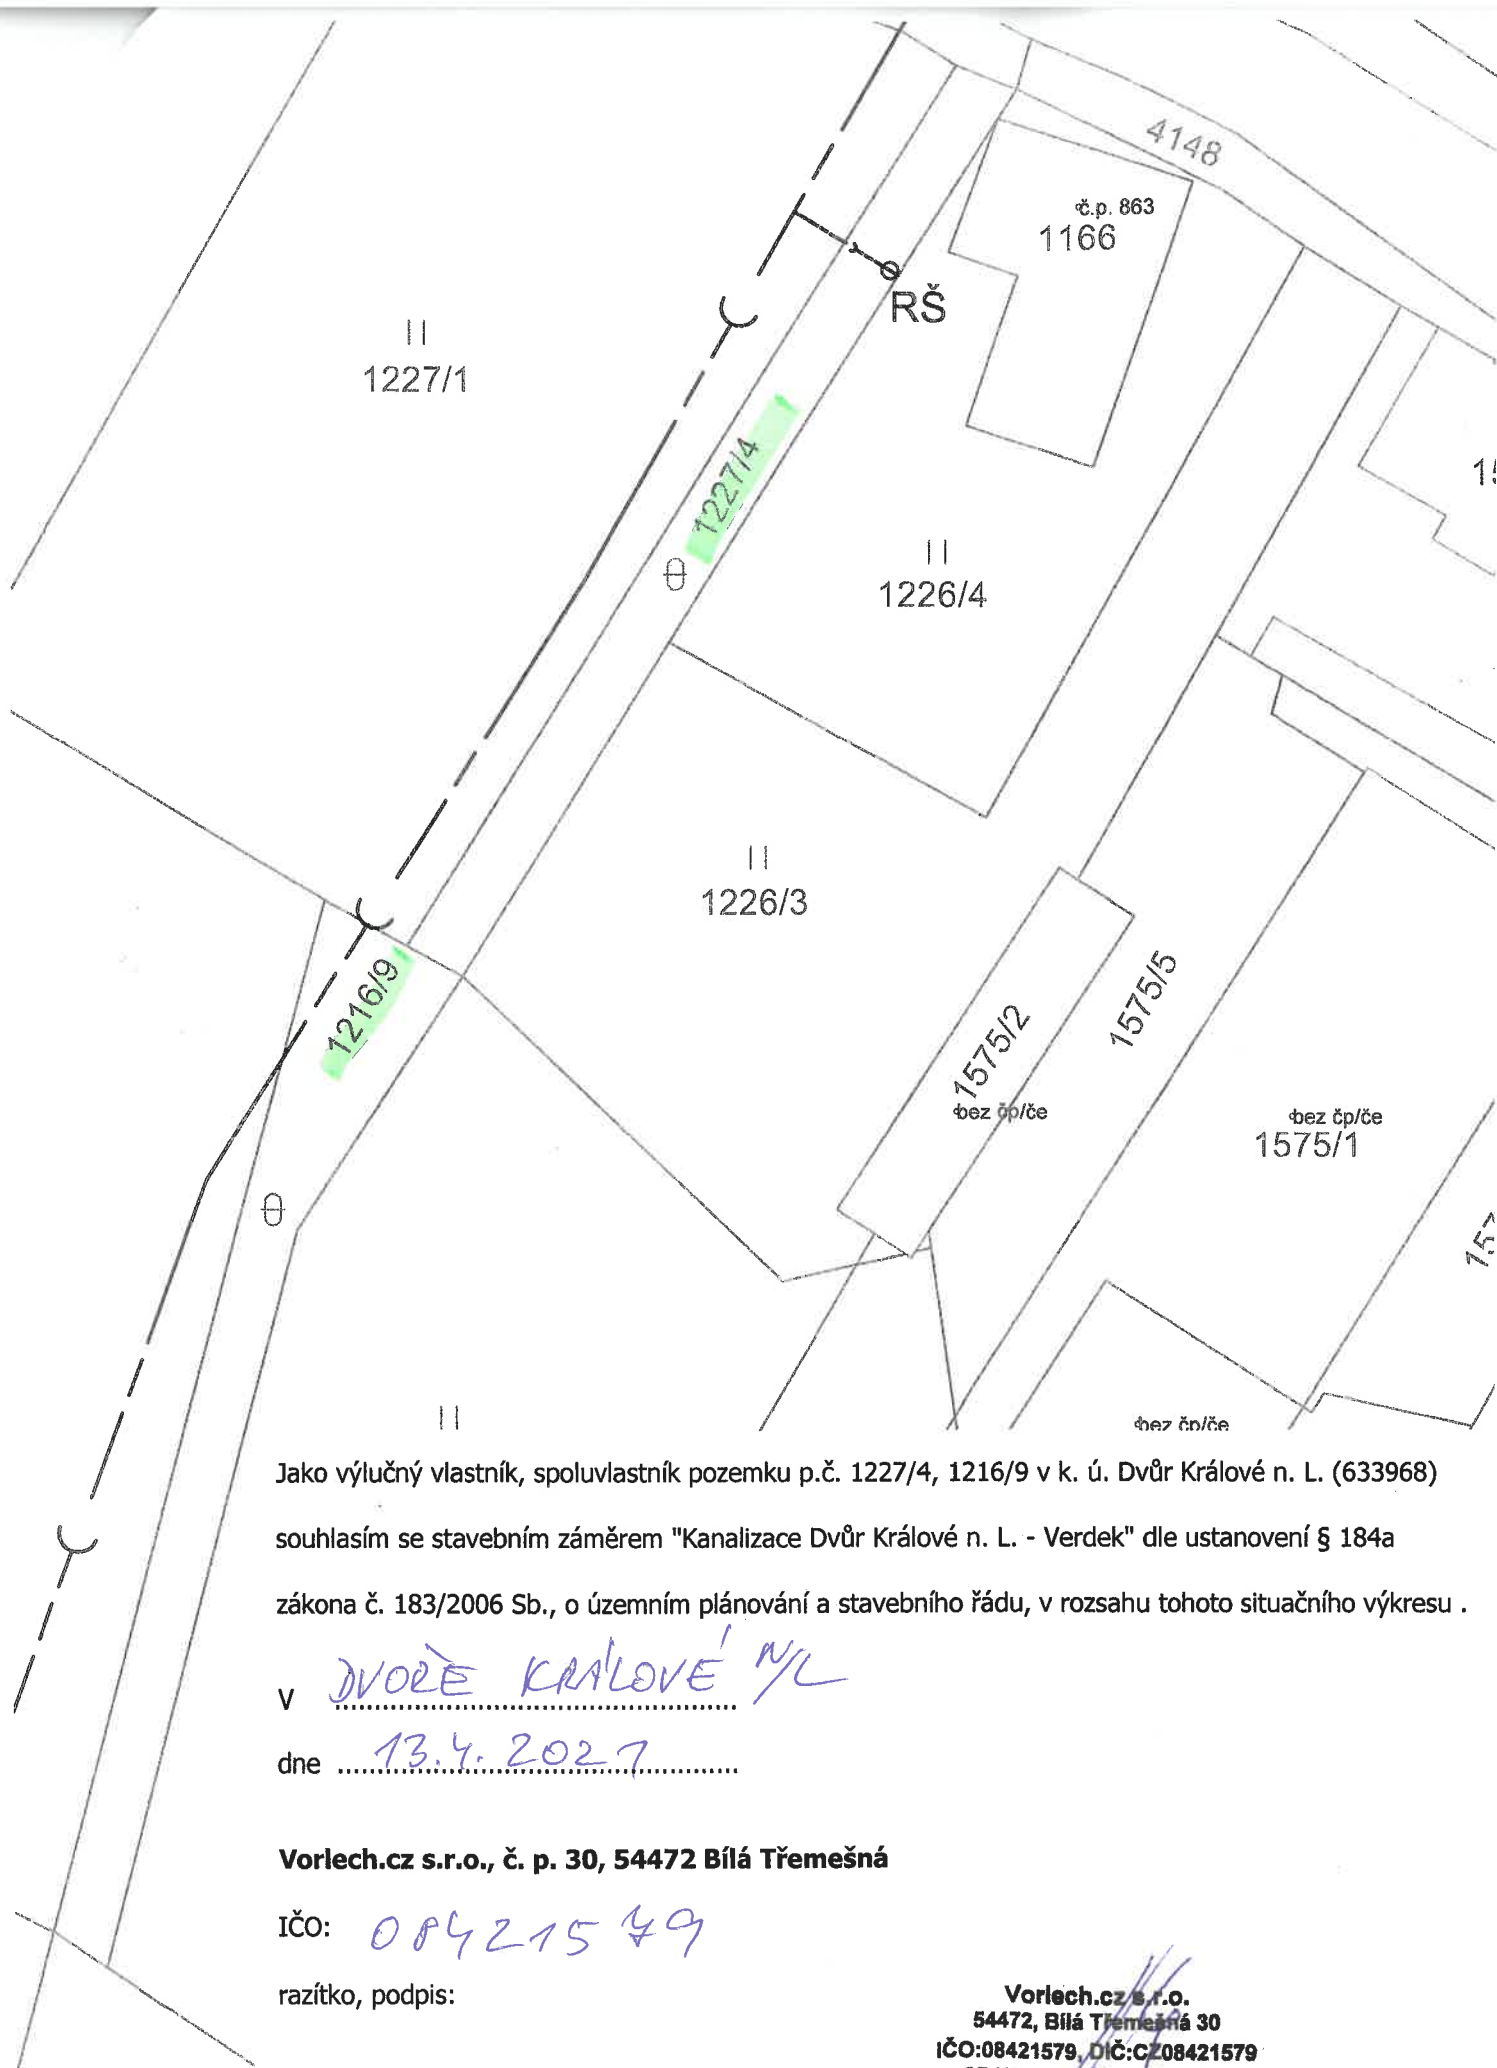 4148
č.p. 863
1166
RŠ
1227/1
1227/4
1226/4
1226/3
1216/9
1575/2
bez čp/če
1575/5
bez čp/če
1575/1
bez čp/če
Jako výlučný vlastník, spoluvlastník pozemku p.č. 1227/4, 1216/9 v k. ú. Dvůr Králové n. L. (633968)
souhlasím se stavebním záměrem "Kanalizace Dvůr Králové n. L. - Verdek" dle ustanovení § 184a
zákona č. 183/2006 Sb., o územním plánování a stavebního řádu, v rozsahu tohoto situačního výkresu .
V DVOŘE KRÁLOVÉ N/L
dne 13.4.2021
Vorlech.cz s.r.o., č. p. 30, 54472 Bílá Třemešná
IČO: 08421579
razítko, podpis:
Vorlech.cz s.r.o.
54472, Bílá Třemešná 30
IČO:08421579, DIČ:CZ08421579